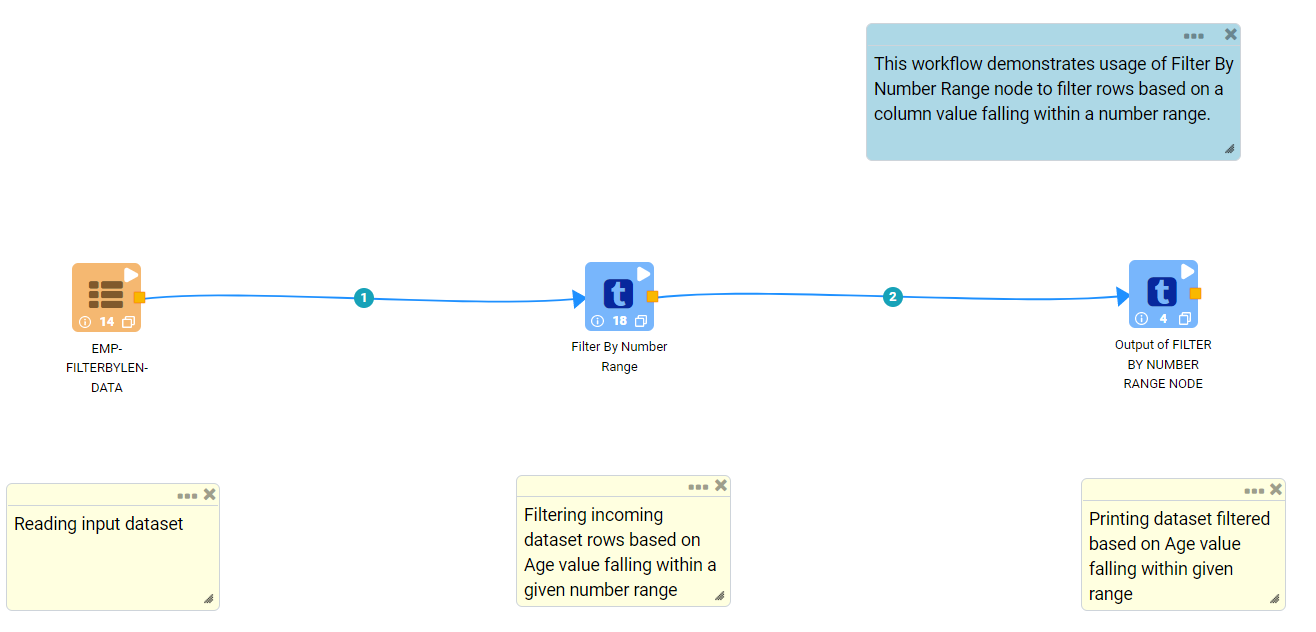 This workflow demonstrates usage of Filter By
Number Range node to filter rows based on a
column value falling within a number range.
1
2
t
t
14
18
4
EMP-
FILTERBYLEN-
DATA
Filter By Number
Range
Output of FILTER
BY NUMBER
RANGE NODE
Reading input dataset
Filtering incoming
dataset rows based on
Age value falling within a
given number range
Printing dataset filtered
based on Age value
falling within given
range